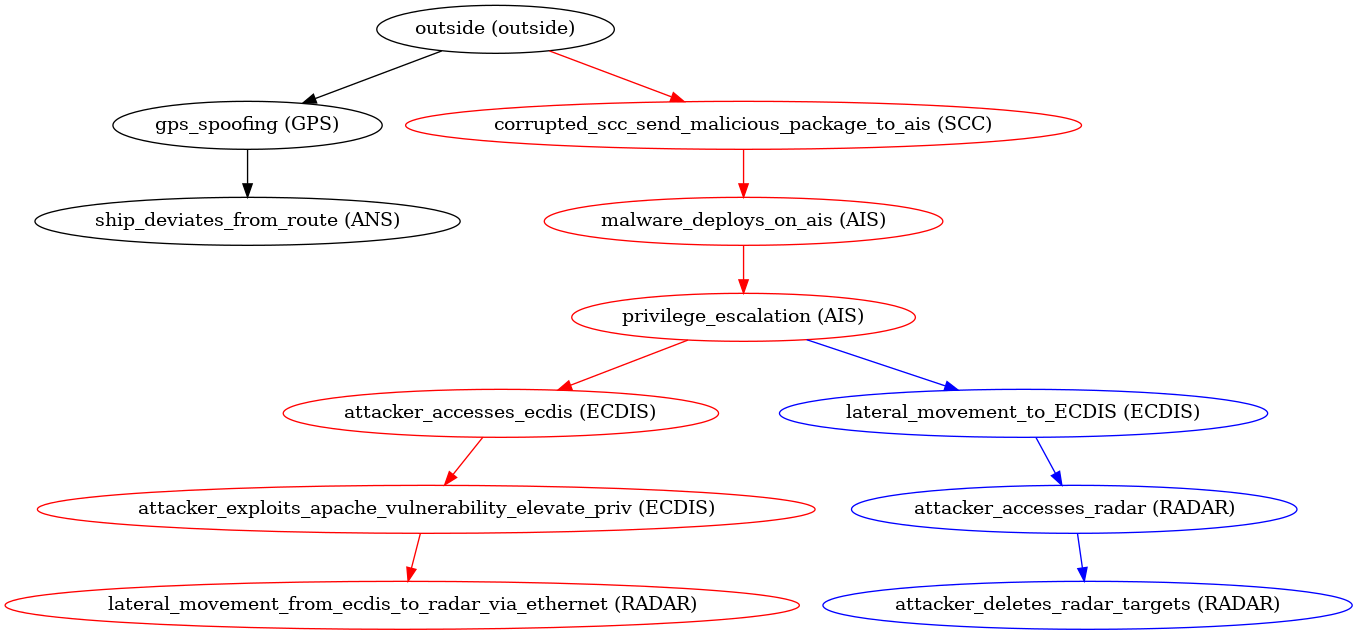 outside (outside)
gps_spoofing (GPS)
corrupted_scc_send_malicious_package_to_ais (SCC)
ship_deviates_from_route (ANS)
malware_deploys_on_ais (AIS)
privilege_escalation (AIS)
attacker_accesses_ecdis (ECDIS)
lateral_movement_to_ECDIS (ECDIS)
attacker_exploits_apache_vulnerability_elevate_priv (ECDIS)
attacker_accesses_radar (RADAR)
lateral_movement_from_ecdis_to_radar_via_ethernet (RADAR)
attacker_deletes_radar_targets (RADAR)